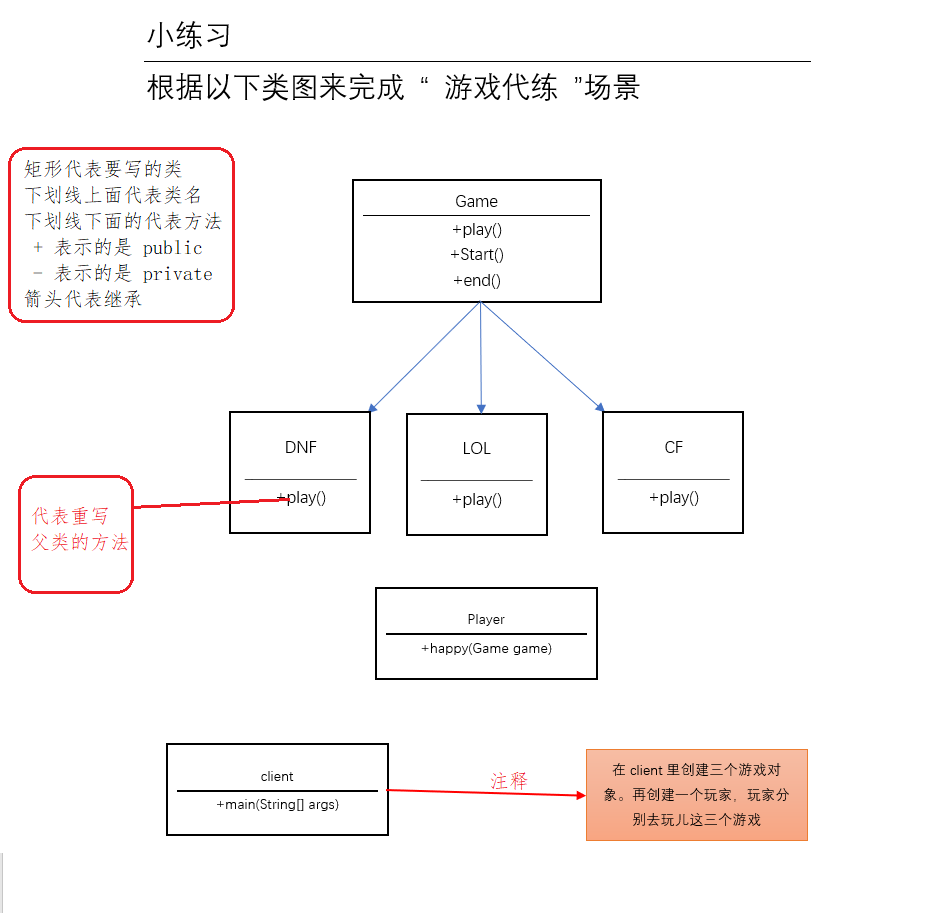 小练习
根据以下类图来完成 “ 游戏代练 ”场景
矩形代表要写的类
下划线上面代表类名
下划线下面的代表方法
+ 表示的是 public
- 表示的是 private
箭头代表继承
Game
+play()
+Start()
+end()
DNF
+play()
LOL
+play()
CF
+play()
代表重写
父类的方法
Player
+happy(Game game)
client
+main(String[] args)
注释
在 client 里创建三个游戏对
象。再创建一个玩家，玩家分
别去玩儿这三个游戏